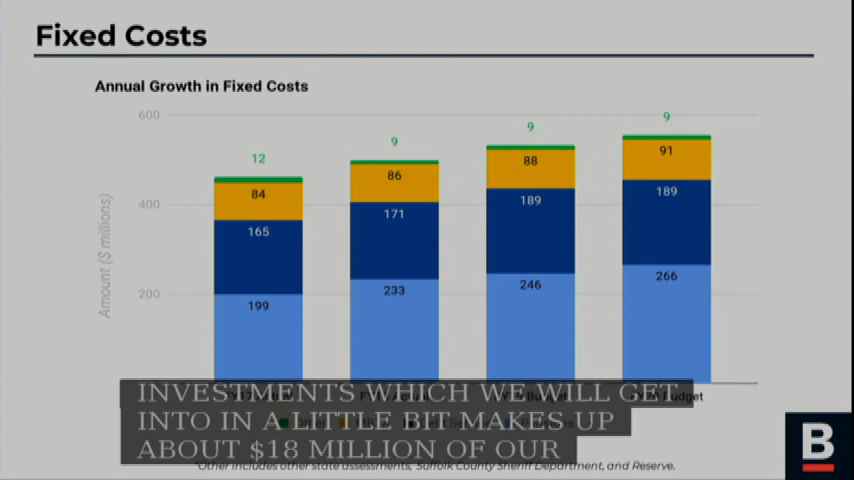 Fixed Costs
Annual Growth in Fixed Costs
600
400
200
Amount ($ millions)
12
84
165
199
9
86
171
233
9
88
189
246
9
91
189
266
INVESTMENTS WHICH WE WILL GET
INTO IN A LITTLE BIT MAKES UP
ABOUT $18 MILLION OF OUR
*Other includes other state assessments, Suffolk County Sheriff Department, and Reserve.
B